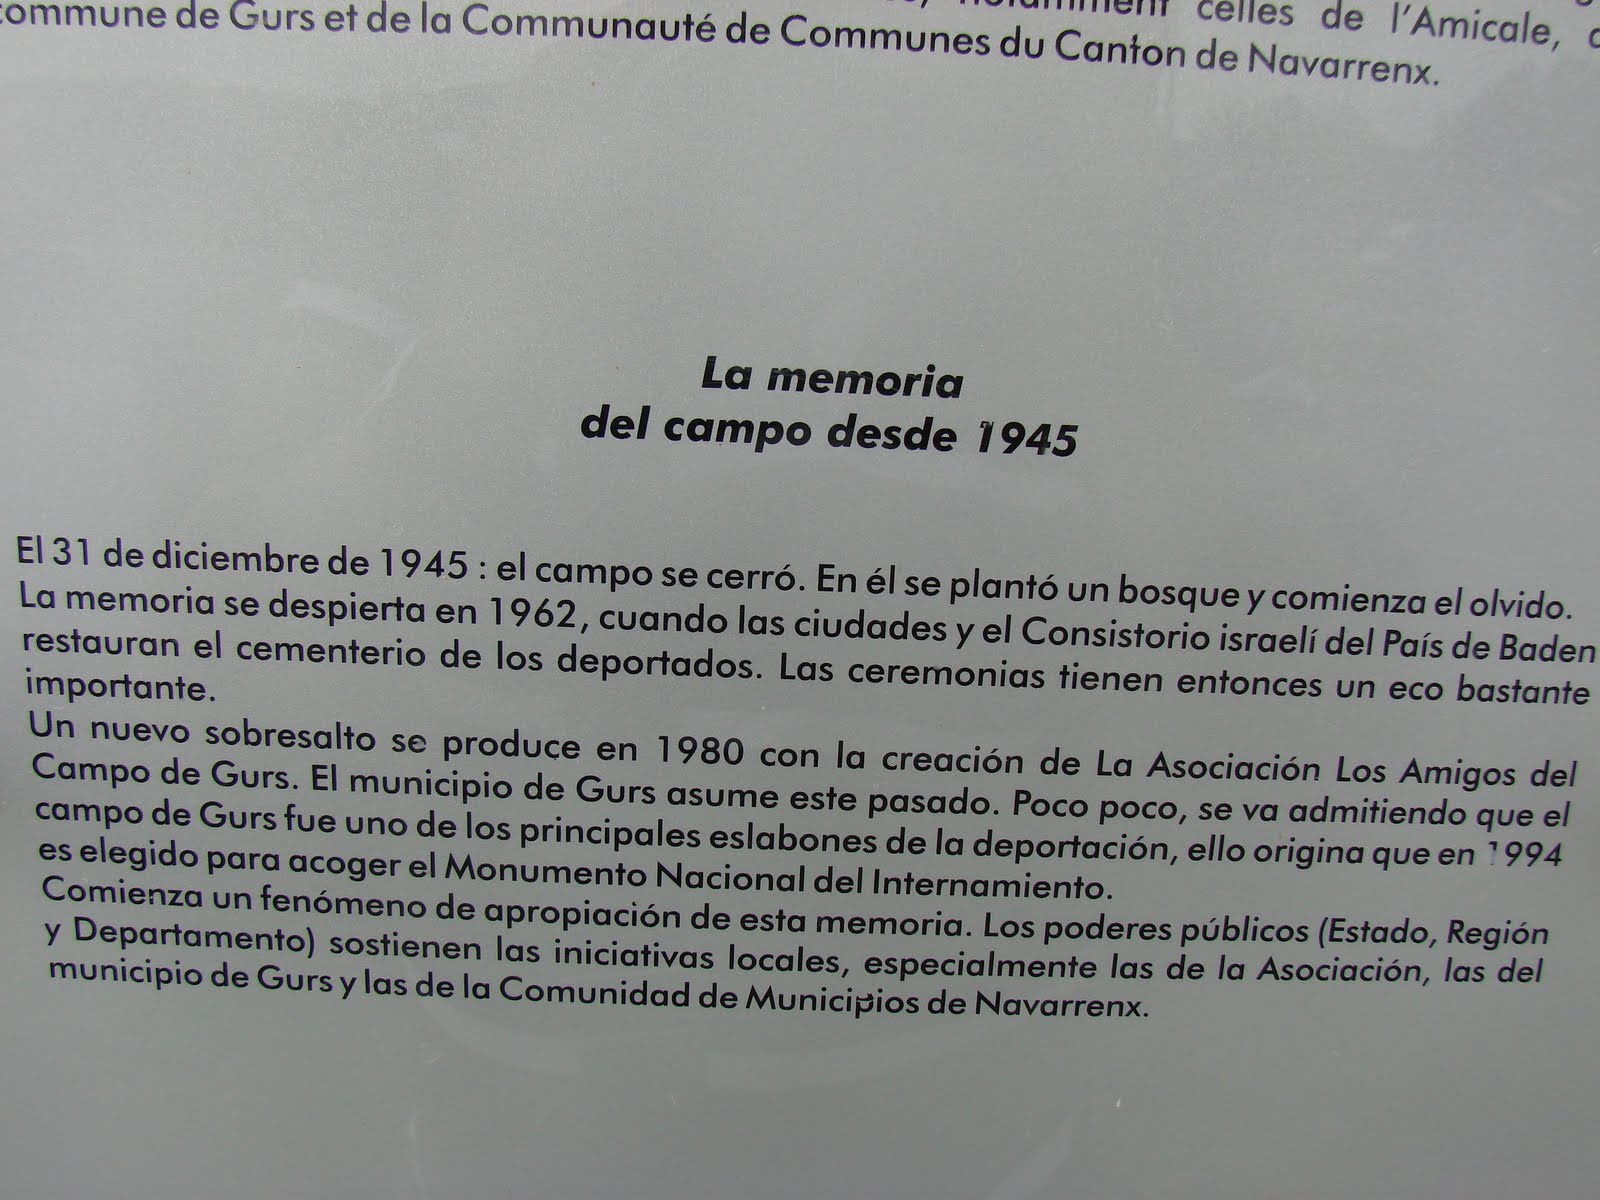 celles de l'Amicale,
commune de Gurs et de la Communauté de Communes du Canton de Navarrenx.
La memoria
del campo desde 1945
El 31 de diciembre de 1945 : el campo se cerró. En él se plantó un bosque y comienza el olvido.
La memoria se despierta en 1962, cuando las ciudades y el Consistorio israelí del País de Baden
restauran el cementerio de los deportados. Las ceremonias tienen entonces un eco bastante
importante.
Un nuevo sobresalto se produce en 1980 con la creación de La Asociación Los Amigos del
Campo de Gurs. El municipio de Gurs asume este pasado. Poco poco, se va admitiendo que el
campo de Gurs fue uno de los principales eslabones de la deportación, ello origina que en 1994
es elegido para acoger el Monumento Nacional del Internamiento.
Comienza un fenómeno de apropiación de esta memoria. Los poderes públicos (Estado, Región
y Departamento) sostienen las iniciativas locales, especialmente las de la Asociación, las del
municipio de Gurs y las de la Comunidad de Municipios de Navarrenx.